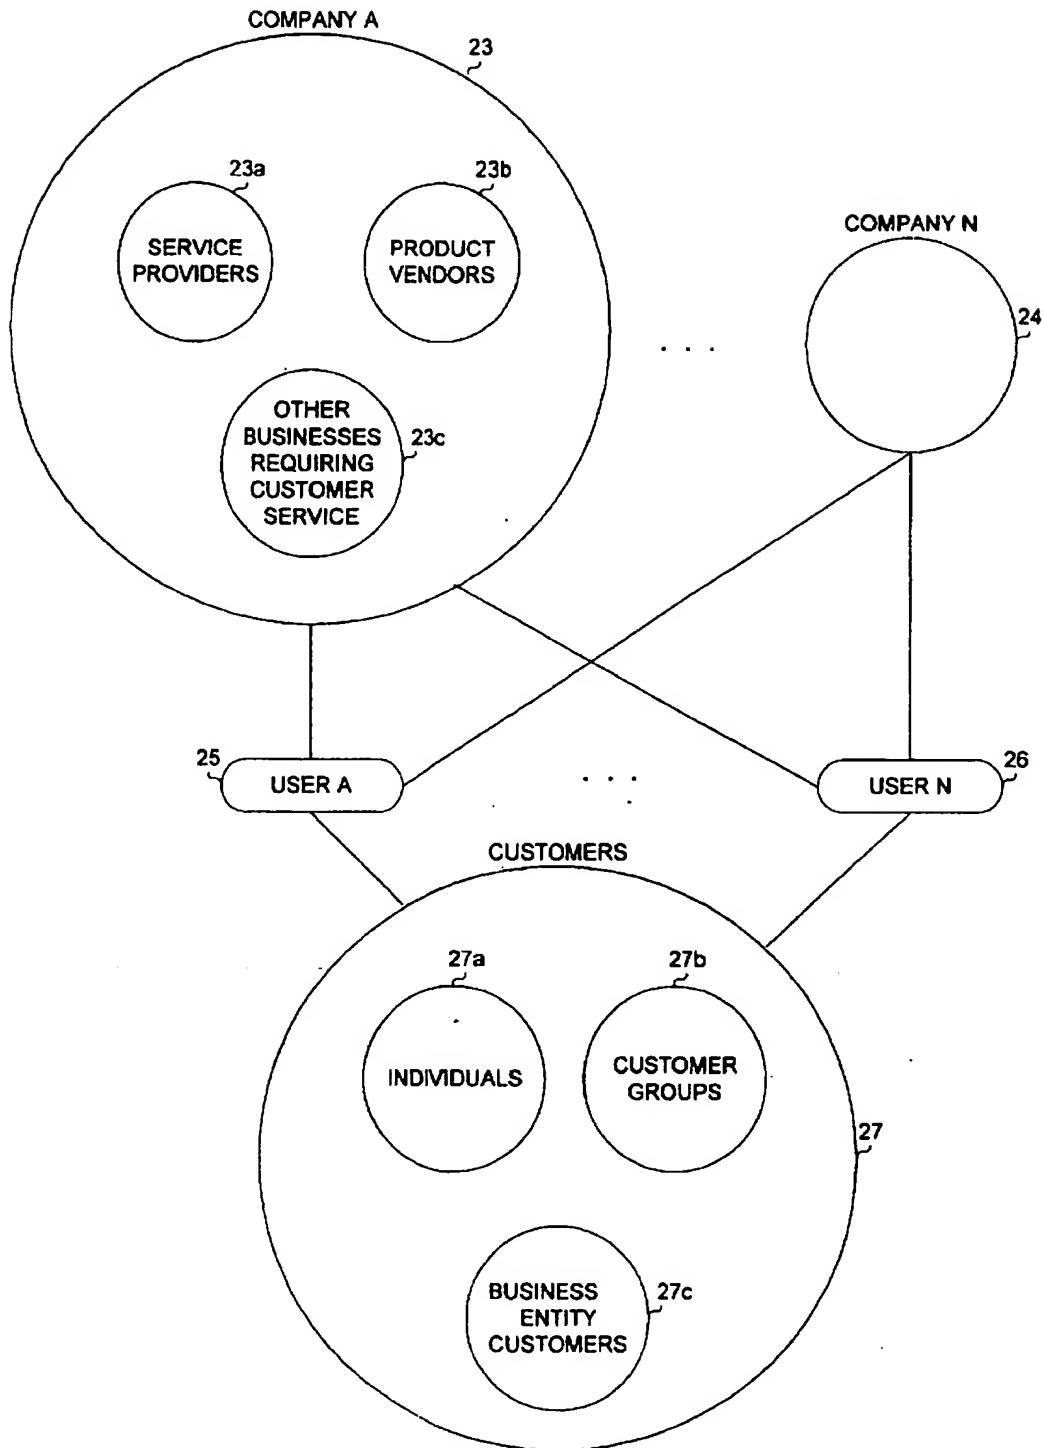 COMPANY A
23
23a
23b
SERVICE
PROVIDERS
PRODUCT
VENDORS
COMPANY N
24
. . .
OTHER
BUSINESSES
REQUIRING
CUSTOMER
SERVICE
23c
25
USER A
. . .
USER N
26
CUSTOMERS
27a
27b
INDIVIDUALS
CUSTOMER
GROUPS
27
BUSINESS
ENTITY
CUSTOMERS
27c